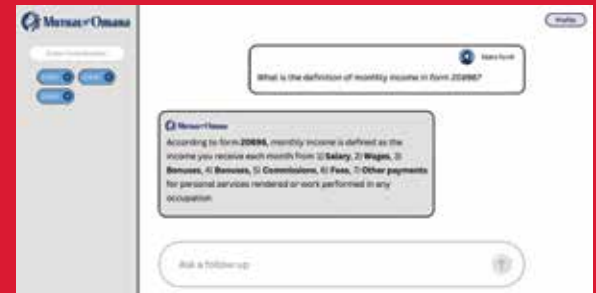 Mutual of Omaha
Profile
What is the definition of monthly income in form 20696?
Mutual of Omaha
According to form 20696, monthly income is defined as the
income you receive each month from 1) Salary, 2) Wages, 3)
Bonuses, 4) Bonuses, 5) Commissions, 6) Fees, 7) Other payments
for personal services rendered or work performed in any
occupation
Ask a follow up